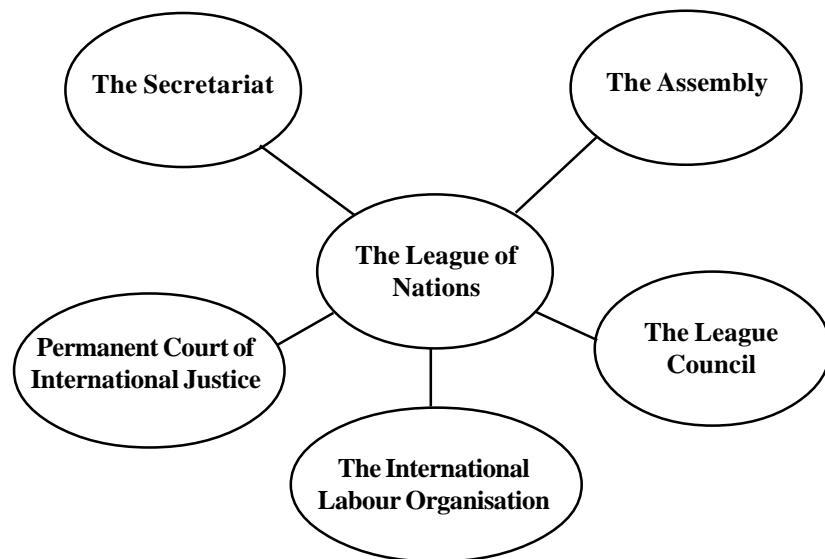 The Secretariat
The Assembly
The League of
Nations
Permanent Court of
International Justice
The League
Council
The International
Labour Organisation